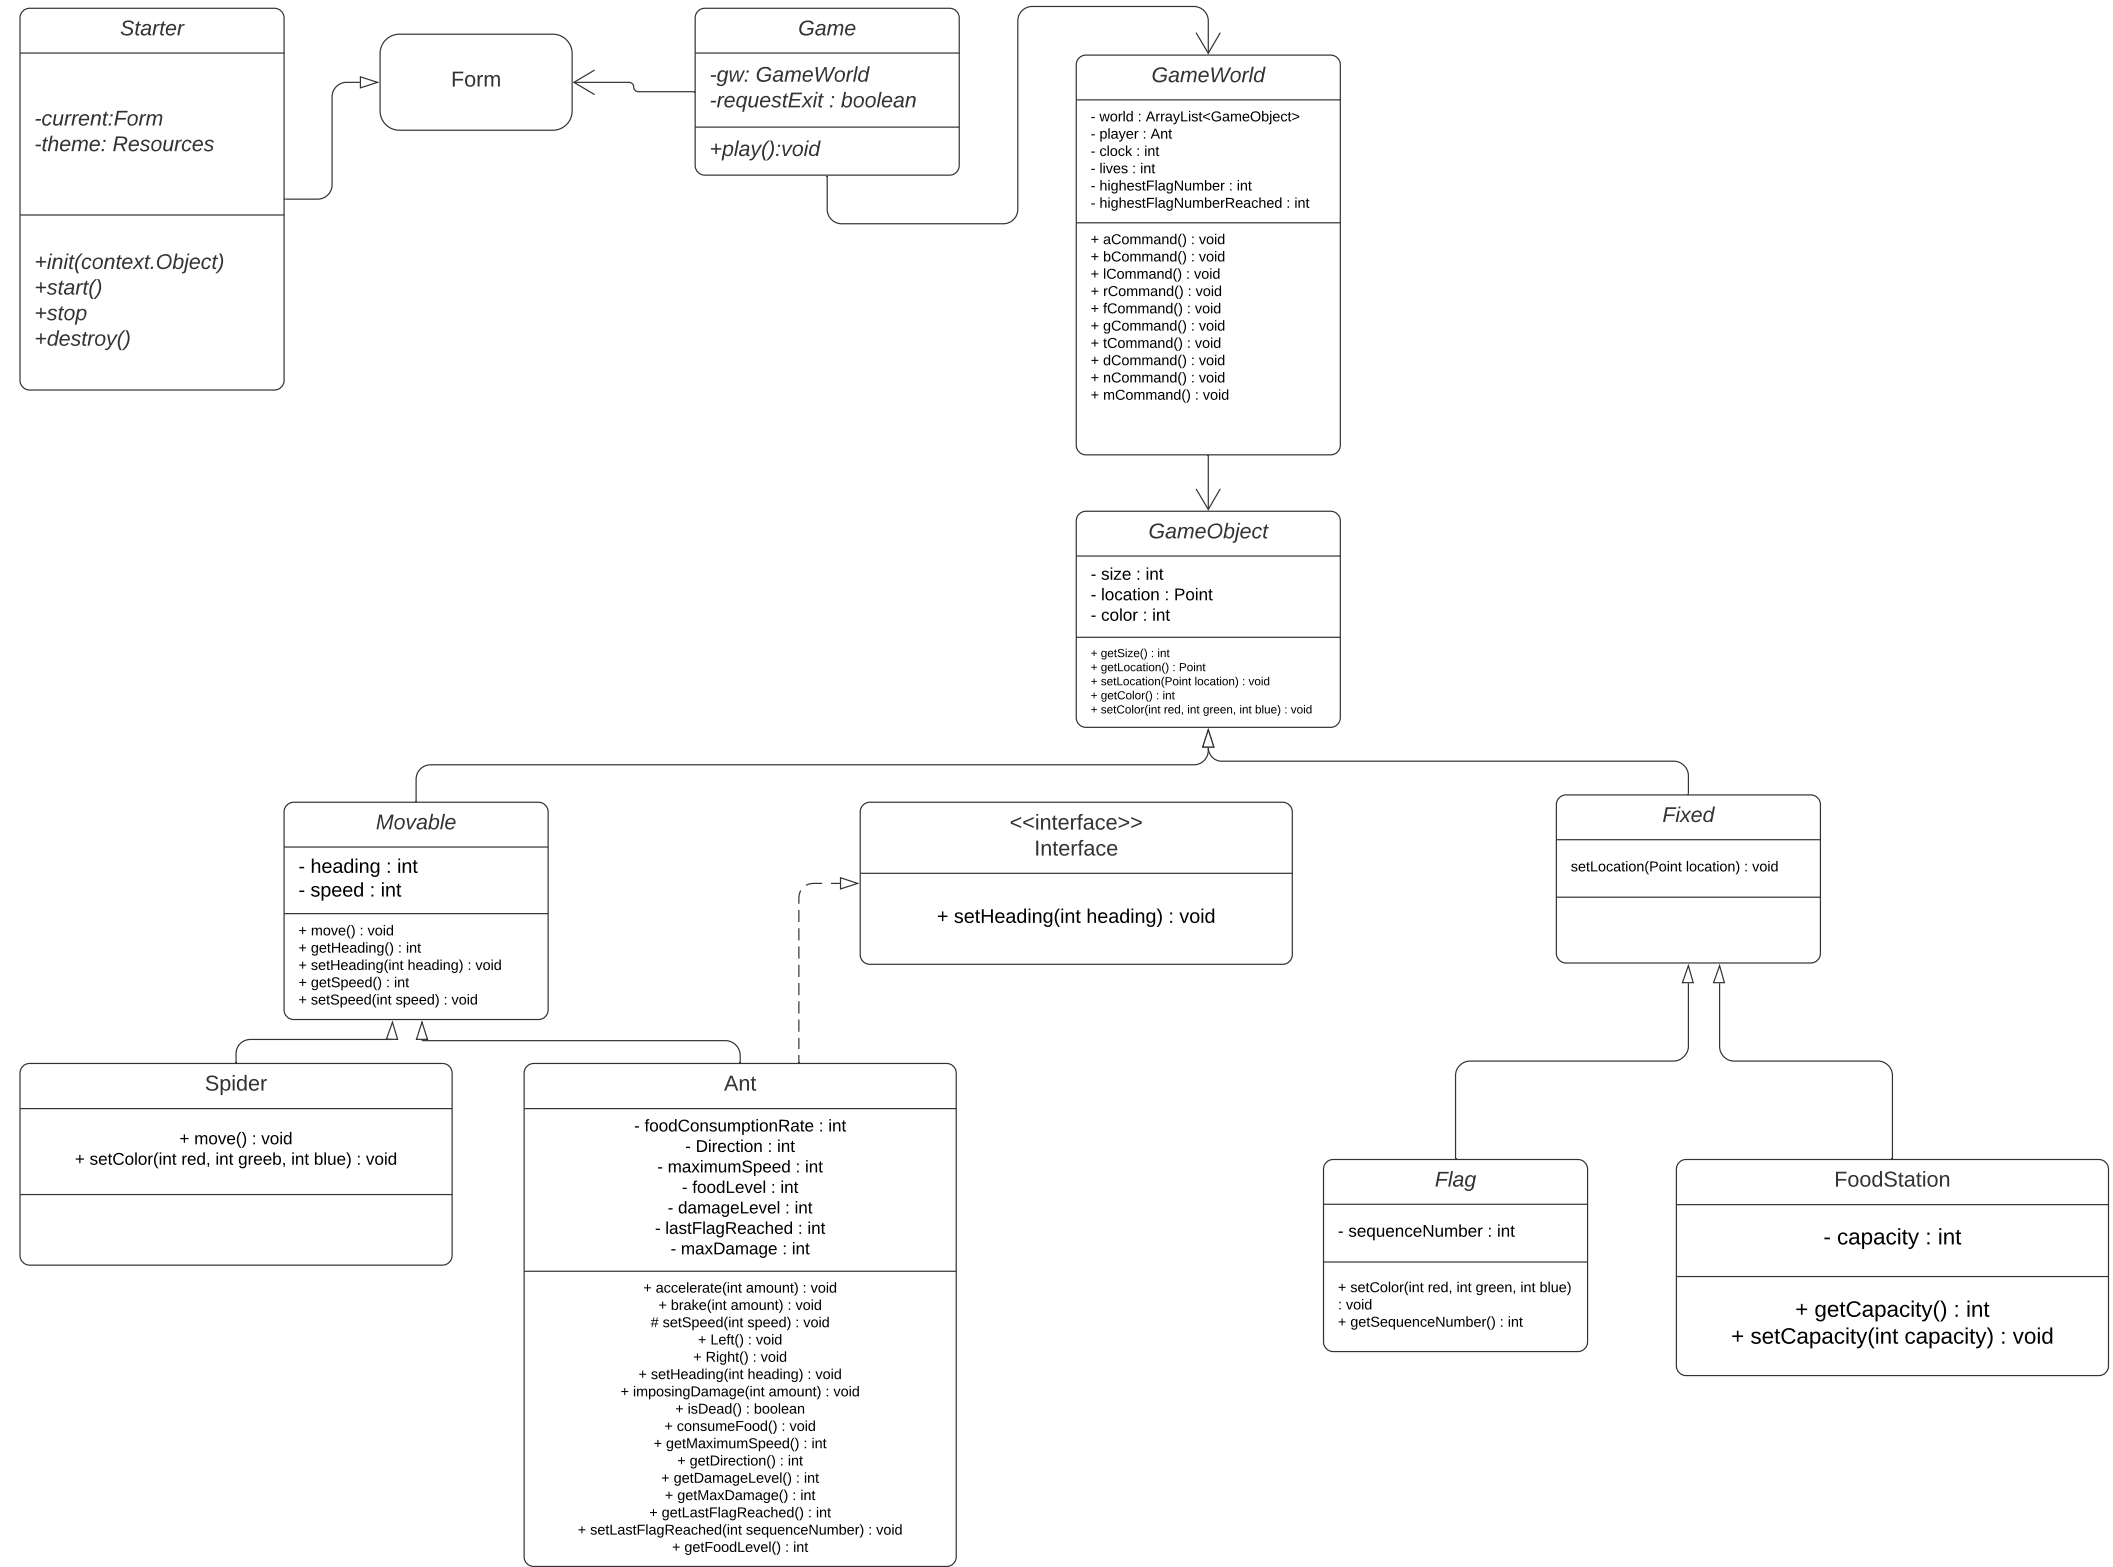 Starter
-current:Form
-theme: Resources
+init(context.Object)
+start()
+stop
+destroy()
Form
Game
-gw: GameWorld
-requestExit : boolean
+play():void
GameWorld
- world : ArrayList<GameObject>
- player : Ant
- clock : int
- lives : int
- highestFlagNumber : int
- highestFlagNumberReached : int
+ aCommand() : void
+ bCommand() : void
+ lCommand() : void
+ rCommand() : void
+ fCommand() : void
+ gCommand() : void
+ tCommand() : void
+ dCommand() : void
+ nCommand() : void
+ mCommand() : void
GameObject
- size : int
- location : Point
- color : int
+ getSize() : int
+ getLocation() : Point
+ setLocation(Point location) : void
+ getColor() : int
+ setColor(int red, int green, int blue) : void
Movable
- heading : int
- speed : int
+ move() : void
+ getHeading() : int
+ setHeading(int heading) : void
+ getSpeed() : int
+ setSpeed(int speed) : void
<<interface>>
Interface
+ setHeading(int heading) : void
Fixed
setLocation(Point location) : void
Spider
+ move() : void
+ setColor(int red, int greeb, int blue) : void
Ant
- foodConsumptionRate : int
- Direction : int
- maximumSpeed : int
- foodLevel : int
- damageLevel : int
- lastFlagReached : int
- maxDamage : int
+ accelerate(int amount) : void
+ brake(int amount) : void
# setSpeed(int speed) : void
+ Left() : void
+ Right() : void
+ setHeading(int heading) : void
+ imposingDamage(int amount) : void
+ isDead() : boolean
+ consumeFood() : void
+ getMaximumSpeed() : int
+ getDirection() : int
+ getDamageLevel() : int
+ getMaxDamage() : int
+ getLastFlagReached() : int
+ setLastFlagReached(int sequenceNumber) : void
+ getFoodLevel() : int
Flag
- sequenceNumber : int
+ setColor(int red, int green, int blue)
: void
+ getSequenceNumber() : int
FoodStation
- capacity : int
+ getCapacity() : int
+ setCapacity(int capacity) : void